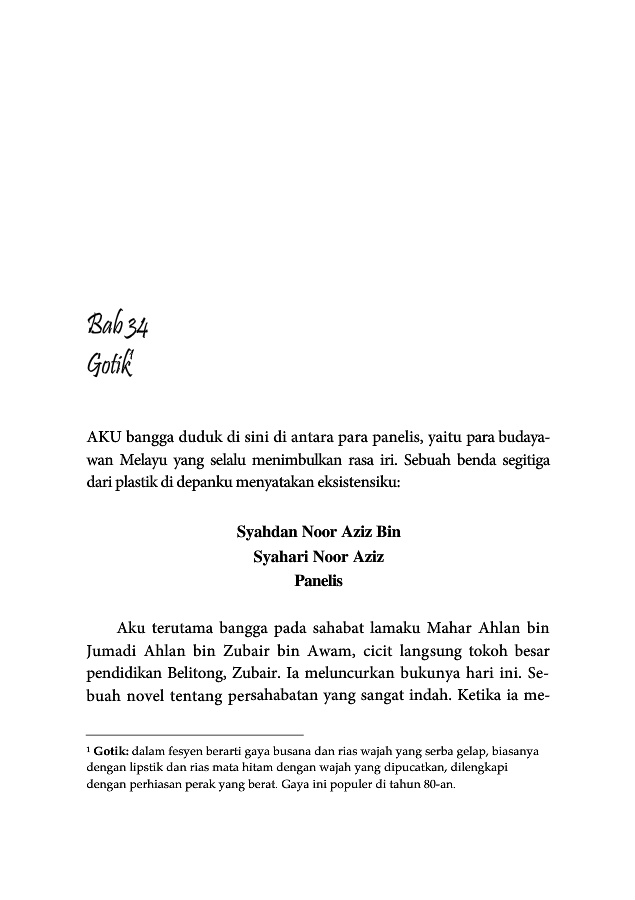 Bab 34
Gotik¹
AKU bangga duduk di sini di antara para panelis, yaitu para budaya-
wan Melayu yang selalu menimbulkan rasa iri. Sebuah benda segitiga
dari plastik di depanku menyatakan eksistensiku:
Syahdan Noor Aziz Bin
Syahari Noor Aziz
Panelis
Aku terutama bangga pada sahabat lamaku Mahar Ahlan bin
Jumadi Ahlan bin Zubair bin Awam, cicit langsung tokoh besar
pendidikan Belitong, Zubair. Ia meluncurkan bukunya hari ini. Se-
buah novel tentang persahabatan yang sangat indah. Ketika ia me-
¹ Gotik: dalam fesyen berarti gaya busana dan rias wajah yang serba gelap, biasanya
dengan lipstik dan rias mata hitam dengan wajah yang dipucatkan, dilengkapi
dengan perhiasan perak yang berat. Gaya ini populer di tahun 80-an.